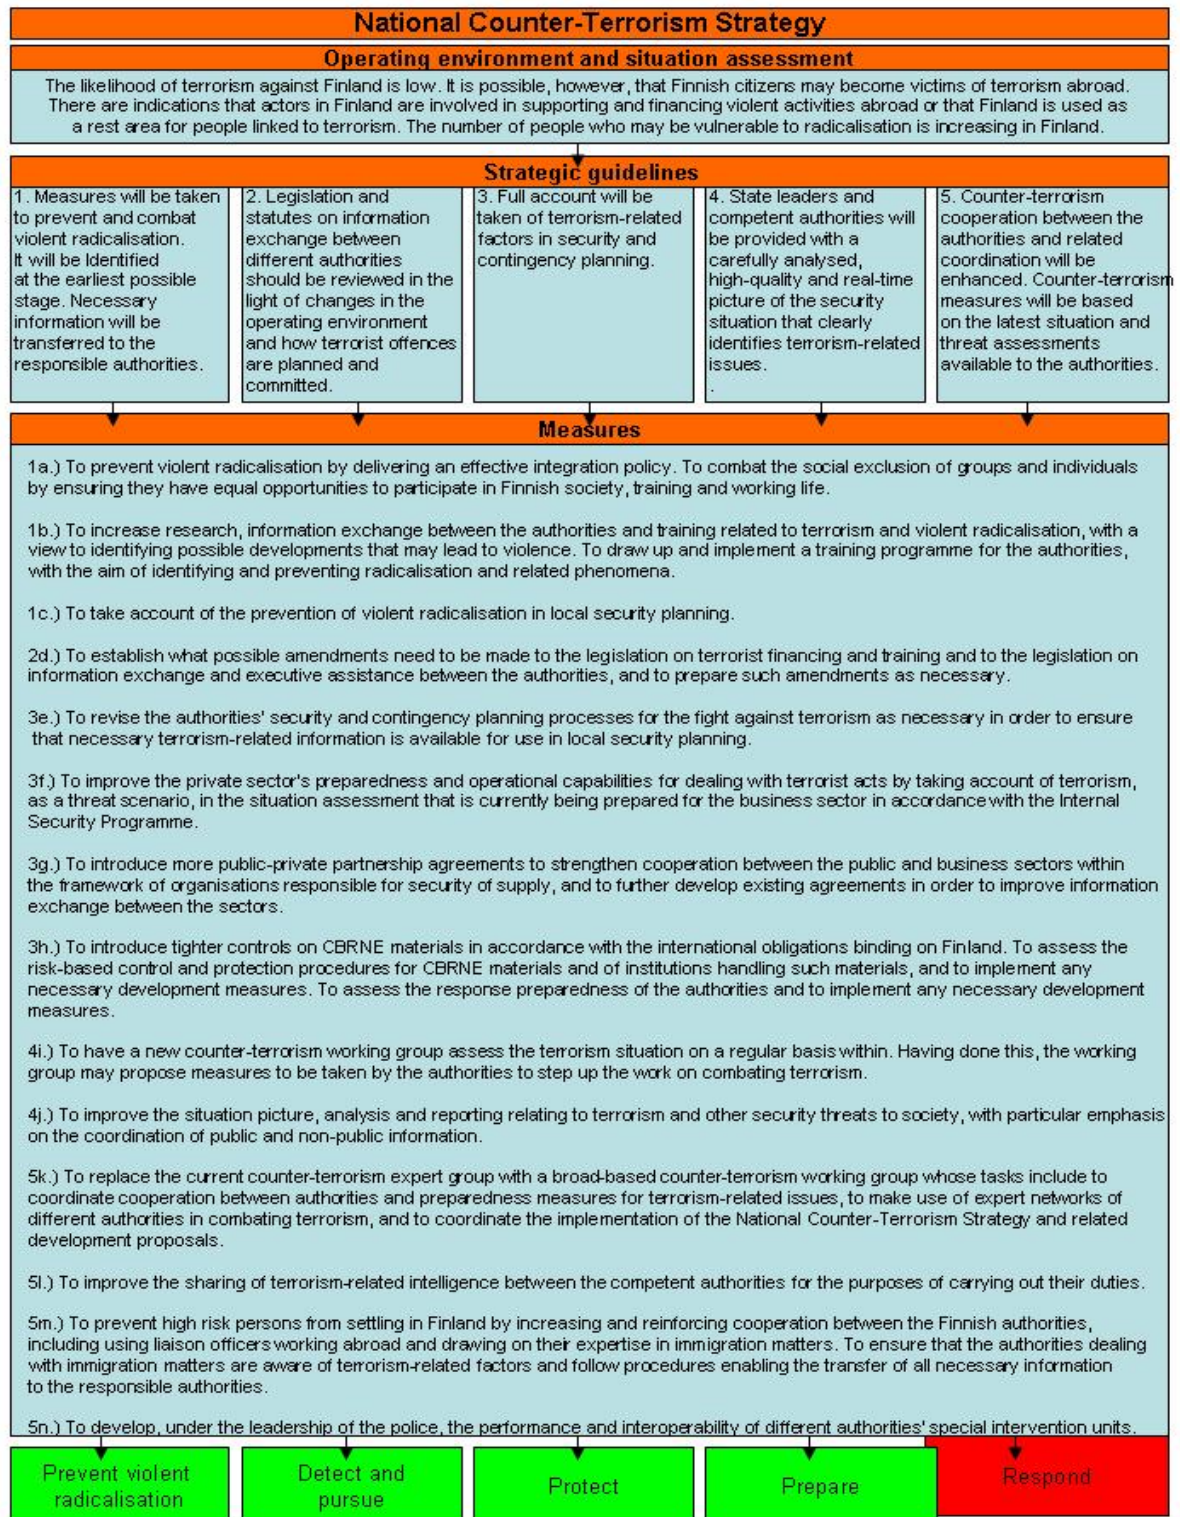 National Counter-Terrorism Strategy
Operating environment and situation assessment
The likelihood of terrorism against Finland is low. It is possible, however, that Finnish citizens may become victims of terrorism abroad.
There are indications that actors in Finland are involved in supporting and financing violent activities abroad or that Finland is used as
a rest area for people linked to terrorism. The number of people who may be vulnerable to radicalisation is increasing in Finland.
Strategic guidelines
1. Measures will be taken
to prevent and combat
violent radicalisation.
It will be Identified
at the earliest possible
stage. Necessary
information will be
transferred to the
responsible authorities.
2. Legislation and
statutes on information
exchange between
different authorities
should be reviewed in the
light of changes in the
operating environment
and how terrorist offences
are planned and
committed.
3. Full account will be
taken of terrorism-related
factors in security and
contingency planning.
4. State leaders and
competent authorities will
be provided with a
carefully analysed,
high-quality and real-time
picture of the security
situation that clearly
identifies terrorism-related
issues.
.
5. Counter-terrorism
cooperation between the
authorities and related
coordination will be
enhanced. Counter-terrorism
measures will be based
on the latest situation and
threat assessments
available to the authorities.
Measures
1a.) To prevent violent radicalisation by delivering an effective integration policy. To combat the social exclusion of groups and individuals
by ensuring they have equal opportunities to participate in Finnish society, training and working life.
1b.) To increase research, information exchange between the authorities and training related to terrorism and violent radicalisation, with a
view to identifying possible developments that may lead to violence. To draw up and implement a training programme for the authorities,
with the aim of identifying and preventing radicalisation and related phenomena.
1c.) To take account of the prevention of violent radicalisation in local security planning.
2d.) To establish what possible amendments need to be made to the legislation on terrorist financing and training and to the legislation on
information exchange and executive assistance between the authorities, and to prepare such amendments as necessary.
3e.) To revise the authorities' security and contingency planning processes for the fight against terrorism as necessary in order to ensure
that necessary terrorism-related information is available for use in local security planning.
3f.) To improve the private sector's preparedness and operational capabilities for dealing with terrorist acts by taking account of terrorism,
as a threat scenario, in the situation assessment that is currently being prepared for the business sector in accordance with the Internal
Security Programme.
3g.) To introduce more public-private partnership agreements to strengthen cooperation between the public and business sectors within
the framework of organisations responsible for security of supply, and to further develop existing agreements in order to improve information
exchange between the sectors.
3h.) To introduce tighter controls on CBRNE materials in accordance with the international obligations binding on Finland. To assess the
risk-based control and protection procedures for CBRNE materials and of institutions handling such materials, and to implement any
necessary development measures. To assess the response preparedness of the authorities and to implement any necessary development
measures.
4i.) To have a new counter-terrorism working group assess the terrorism situation on a regular basis within. Having done this, the working
group may propose measures to be taken by the authorities to step up the work on combating terrorism.
4j.) To improve the situation picture, analysis and reporting relating to terrorism and other security threats to society, with particular emphasis
on the coordination of public and non-public information.
5k.) To replace the current counter-terrorism expert group with a broad-based counter-terrorism working group whose tasks include to
coordinate cooperation between authorities and preparedness measures for terrorism-related issues, to make use of expert networks of
different authorities in combating terrorism, and to coordinate the implementation of the National Counter-Terrorism Strategy and related
development proposals.
5l.) To improve the sharing of terrorism-related intelligence between the competent authorities for the purposes of carrying out their duties.
5m.) To prevent high risk persons from settling in Finland by increasing and reinforcing cooperation between the Finnish authorities,
including using liaison officers working abroad and drawing on their expertise in immigration matters. To ensure that the authorities dealing
with immigration matters are aware of terrorism-related factors and follow procedures enabling the transfer of all necessary information
to the responsible authorities.
5n.) To develop, under the leadership of the police, the performance and interoperability of different authorities' special intervention units.
Prevent violent
radicalisation
Detect and
pursue
Protect
Prepare
Respond